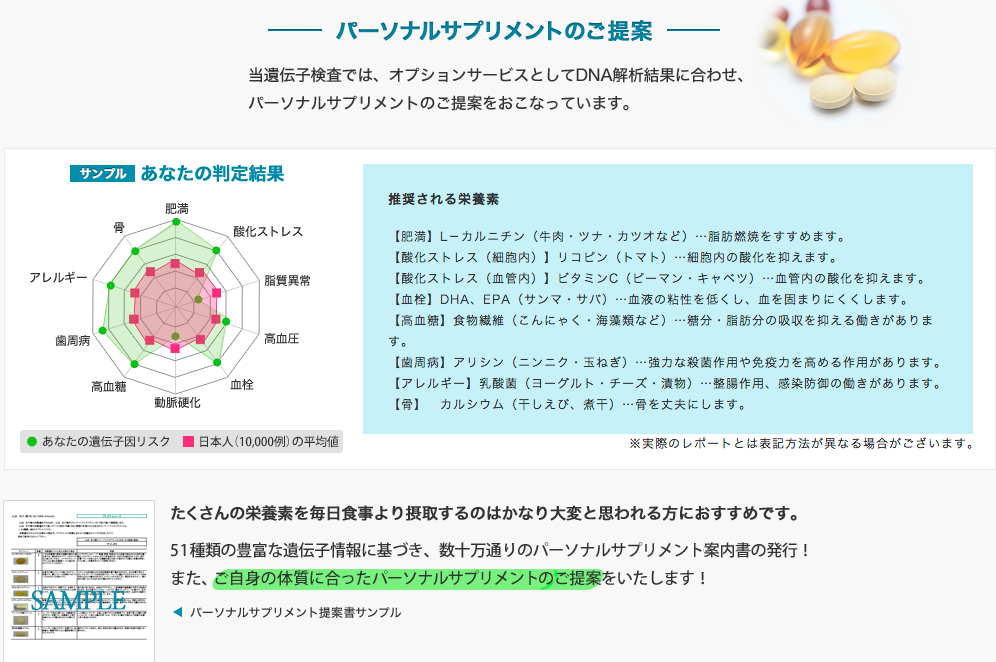 パーソナルサプリメントのご提案
当遺伝子検査では、オプションサービスとしてDNA解析結果に合わせ、
パーソナルサプリメントのご提案をおこなっています。
サンプル あなたの判定結果
肥満
酸化ストレス
脂質異常
高血圧
血栓
動脈硬化
高血糖
歯周病
アレルギー
骨
あなたの遺伝子因リスク 日本人(10,000例)の平均値
推奨される栄養素
【肥満】L−カルニチン（牛肉・ツナ・カツオなど）…脂肪燃焼をすすめます。
【酸化ストレス（細胞内）】リコピン（トマト）…細胞内の酸化を抑えます。
【酸化ストレス（血管内）】ビタミンC（ピーマン・キャベツ）…血管内の酸化を抑えます。
【血栓】DHA、EPA（サンマ・サバ）…血液の粘性を低くし、血を固まりにくくします。
【高血糖】食物繊維（こんにゃく・海藻類など）…糖分・脂肪分の吸収を抑える働きがありま
す。
【歯周病】アリシン（ニンニク・玉ねぎ）…強力な殺菌作用や免疫力を高める作用があります。
【アレルギー】乳酸菌（ヨーグルト・チーズ・漬物）…整腸作用、感染防御の働きがあります。
【骨】　カルシウム（干しえび、煮干）…骨を丈夫にします。
※実際のレポートとは表記方法が異なる場合がございます。
たくさんの栄養素を毎日食事より摂取するのはかなり大変と思われる方におすすめです。
51種類の豊富な遺伝子情報に基づき、数十万通りのパーソナルサプリメント案内書の発行！
また、ご自身の体質に合ったパーソナルサプリメントのご提案をいたします！
◀ パーソナルサプリメント提案書サンプル
SAMPLE